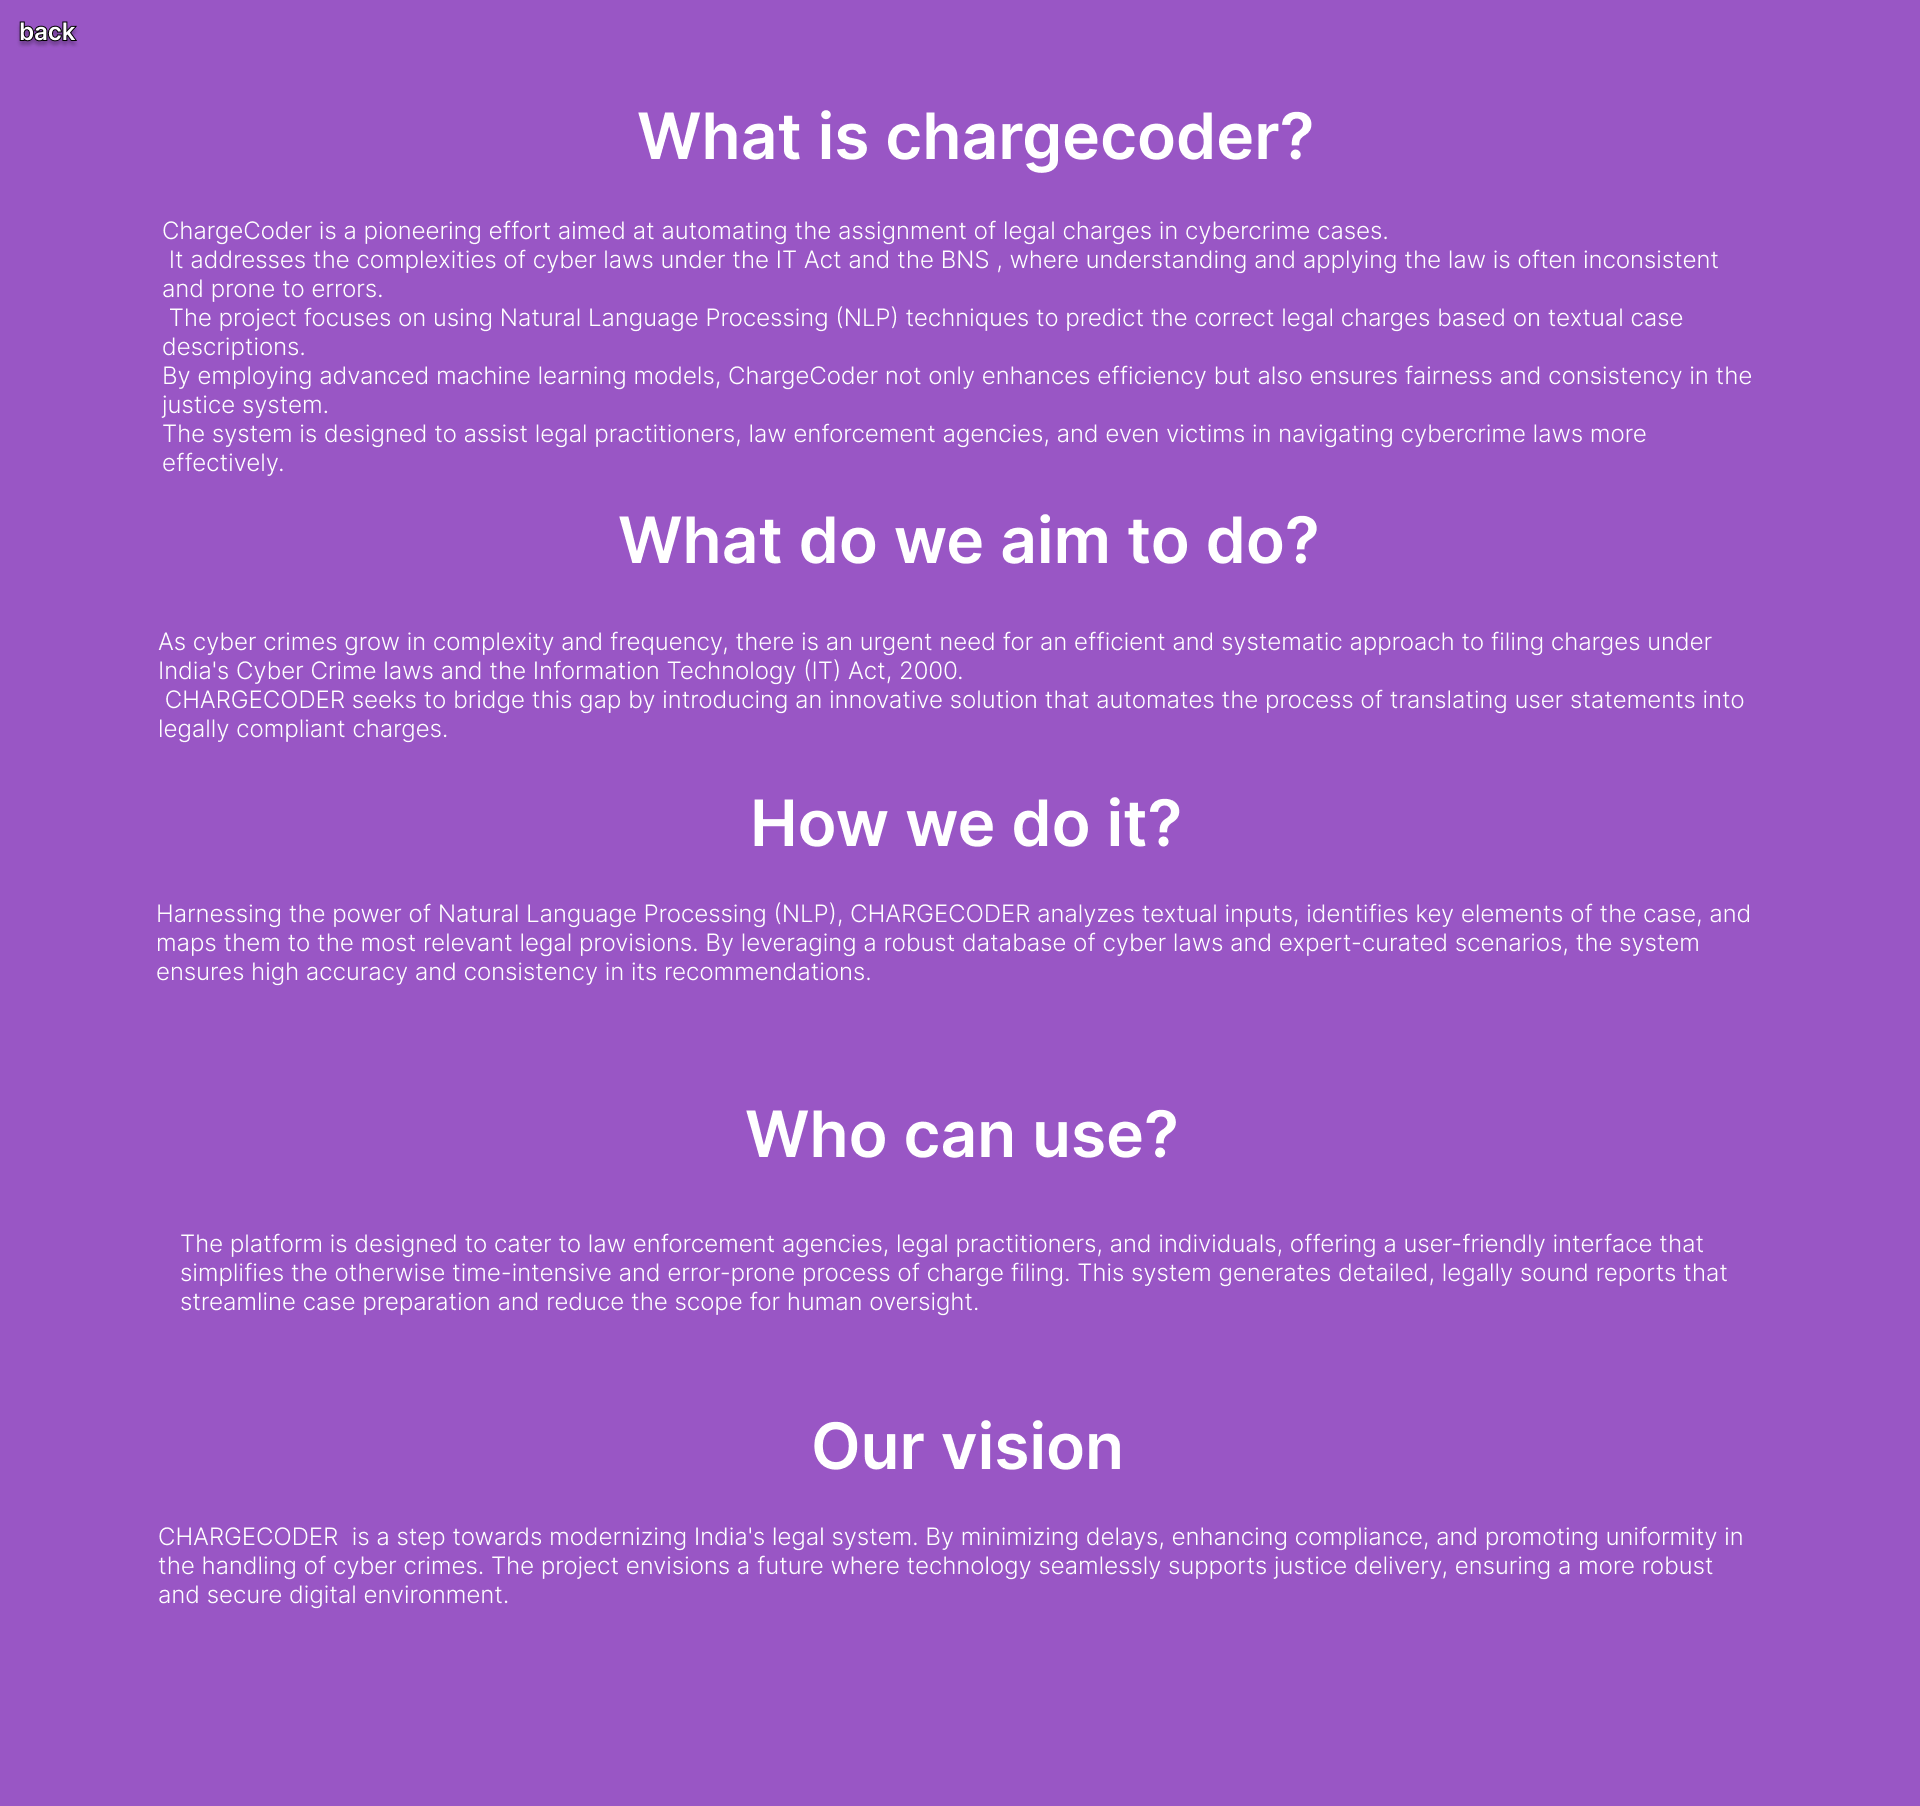 back
What is chargecoder?
ChargeCoder is a pioneering effort aimed at automating the assignment of legal charges in cybercrime cases.
It addresses the complexities of cyber laws under the IT Act and the BNS , where understanding and applying the law is often inconsistent
and prone to errors.
The project focuses on using Natural Language Processing (NLP) techniques to predict the correct legal charges based on textual case
descriptions.
By employing advanced machine learning models, ChargeCoder not only enhances efficiency but also ensures fairness and consistency in the
justice system.
The system is designed to assist legal practitioners, law enforcement agencies, and even victims in navigating cybercrime laws more
effectively.
What do we aim to do?
As cyber crimes grow in complexity and frequency, there is an urgent need for an efficient and systematic approach to filing charges under
India's Cyber Crime laws and the Information Technology (IT) Act, 2000.
CHARGECODER seeks to bridge this gap by introducing an innovative solution that automates the process of translating user statements into
legally compliant charges.
How we do it?
Harnessing the power of Natural Language Processing (NLP), CHARGECODER analyzes textual inputs, identifies key elements of the case, and
maps them to the most relevant legal provisions. By leveraging a robust database of cyber laws and expert-curated scenarios, the system
ensures high accuracy and consistency in its recommendations.
Who can use?
The platform is designed to cater to law enforcement agencies, legal practitioners, and individuals, offering a user-friendly interface that
simplifies the otherwise time-intensive and error-prone process of charge filing. This system generates detailed, legally sound reports that
streamline case preparation and reduce the scope for human oversight.
Our vision
CHARGECODER  is a step towards modernizing India's legal system. By minimizing delays, enhancing compliance, and promoting uniformity in
the handling of cyber crimes. The project envisions a future where technology seamlessly supports justice delivery, ensuring a more robust
and secure digital environment.